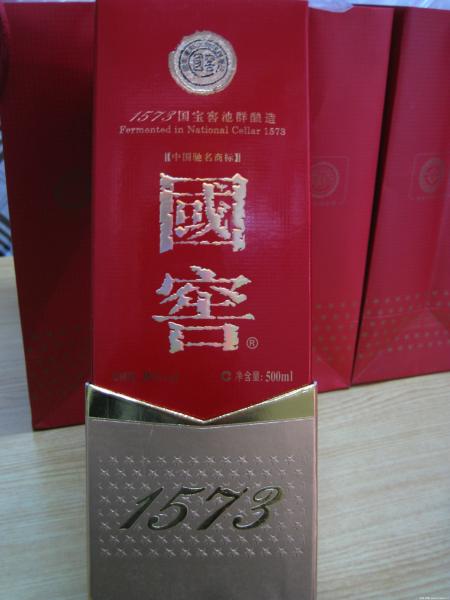 1573国宝窖池群酿造
Fermented in National Cellar 1573
【中国驰名商标】
國
窖®
净含量:500ml
1573